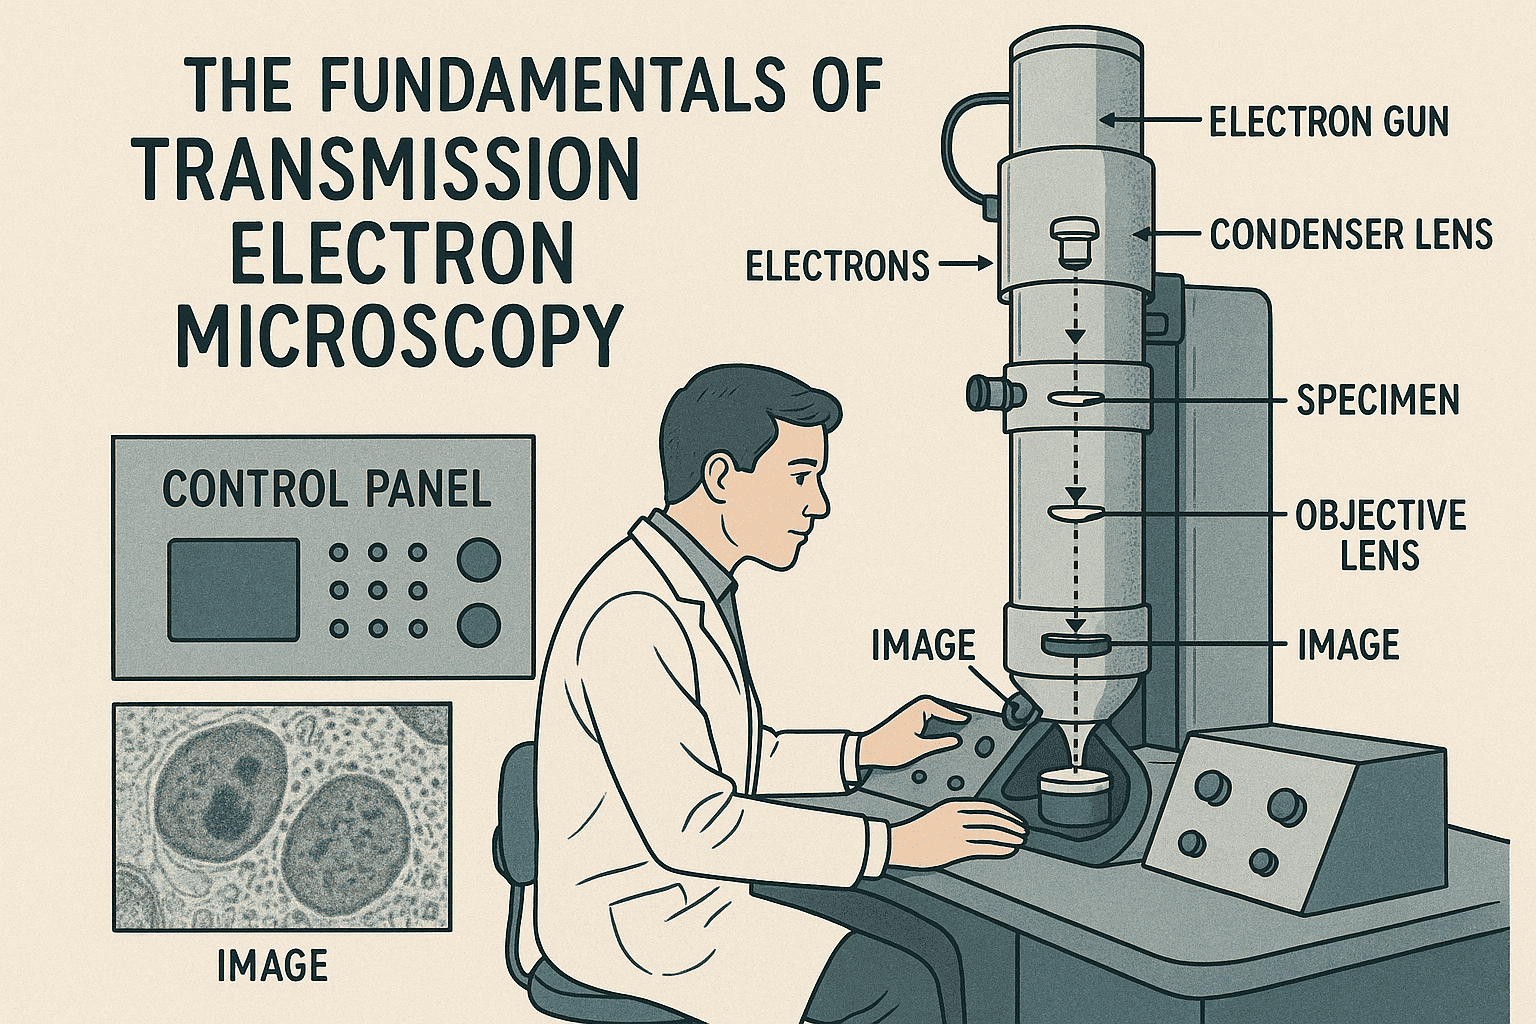 THE FUNDAMENTALS OF
TRANSMISSION
ELECTRON
MICROSCOPY
ELECTRON GUN
CONDENSER LENS
ELECTRONS
SPECIMEN
OBJECTIVE
LENS
IMAGE
IMAGE
CONTROL PANEL
IMAGE